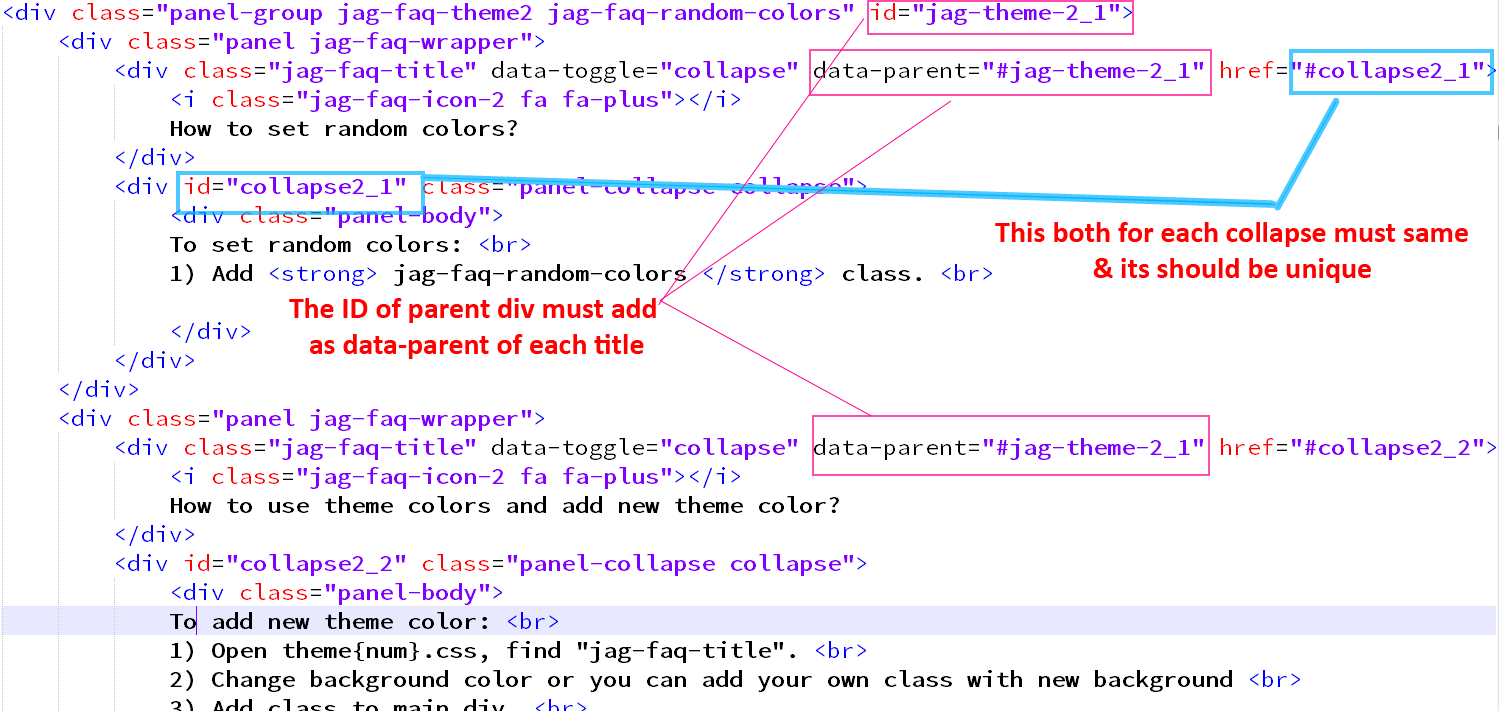 <div class="panel-group jag-faq-theme2 jag-faq-random-colors" id="jag-theme-2_1">
<div class="panel jag-faq-wrapper">
<div class="jag-faq-title" data-toggle="collapse" data-parent="#jag-theme-2_1" href="#collapse2_1">
<i class="jag-faq-icon-2 fa fa-plus"></i>
How to set random colors?
</div>
<div id="collapse2_1" class="panel-collapse collapse">
<div class="panel-body">
To set random colors: <br>
1) Add <strong> jag-faq-random-colors </strong> class. <br>
This both for each collapse must same
& its should be unique
The ID of parent div must add
as data-parent of each title
</div>
</div>
</div>
<div class="panel jag-faq-wrapper">
<div class="jag-faq-title" data-toggle="collapse" data-parent="#jag-theme-2_1" href="#collapse2_2">
<i class="jag-faq-icon-2 fa fa-plus"></i>
How to use theme colors and add new theme color?
</div>
<div id="collapse2_2" class="panel-collapse collapse">
<div class="panel-body">
To add new theme color: <br>
1) Open theme{num}.css, find "jag-faq-title". <br>
2) Change background color or you can add your own class with new background <br>
3) Add class to main div. <br>